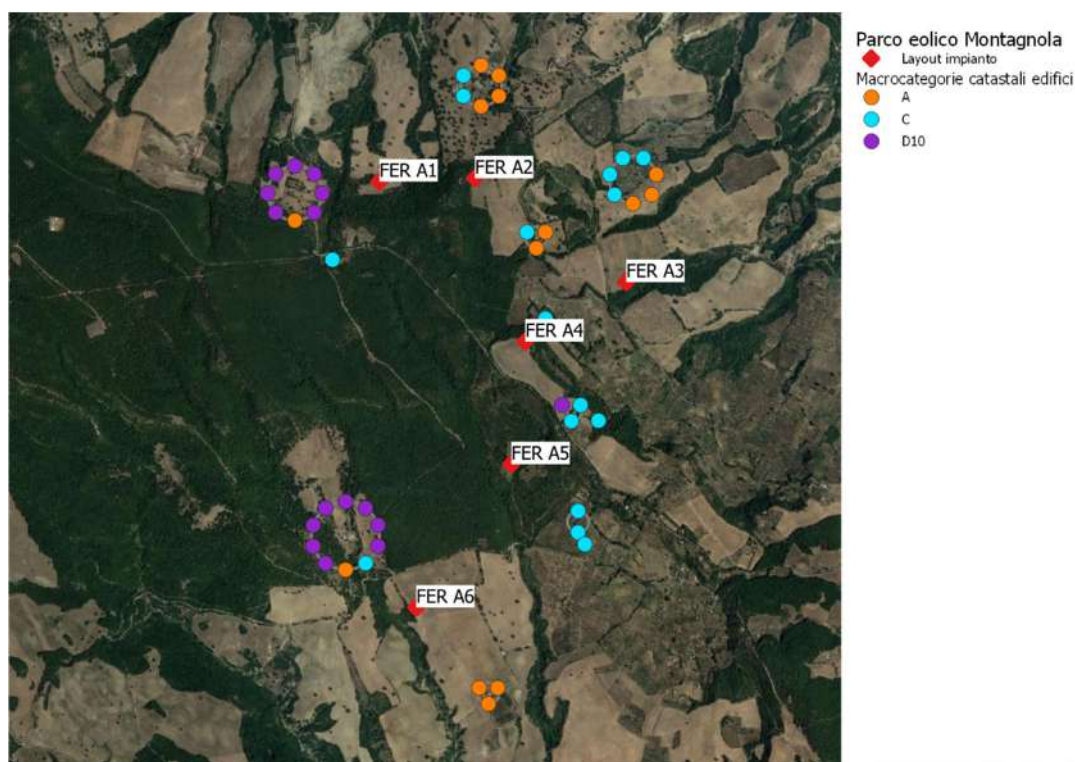 Parco eolico Montagnola
Layout impianto
Macrocategorie catastali edifici
A
C
D10
FER A1
FER A2
FER A3
FER A4
FER A5
FER A6